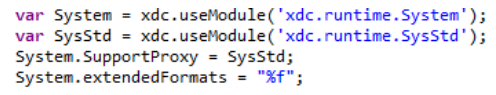 var System = xdc.useModule('xdc.runtime.System');
var SysStd = xdc.useModule('xdc.runtime.SysStd');
System.SupportProxy = SysStd;
System.extendedFormats = "%f";